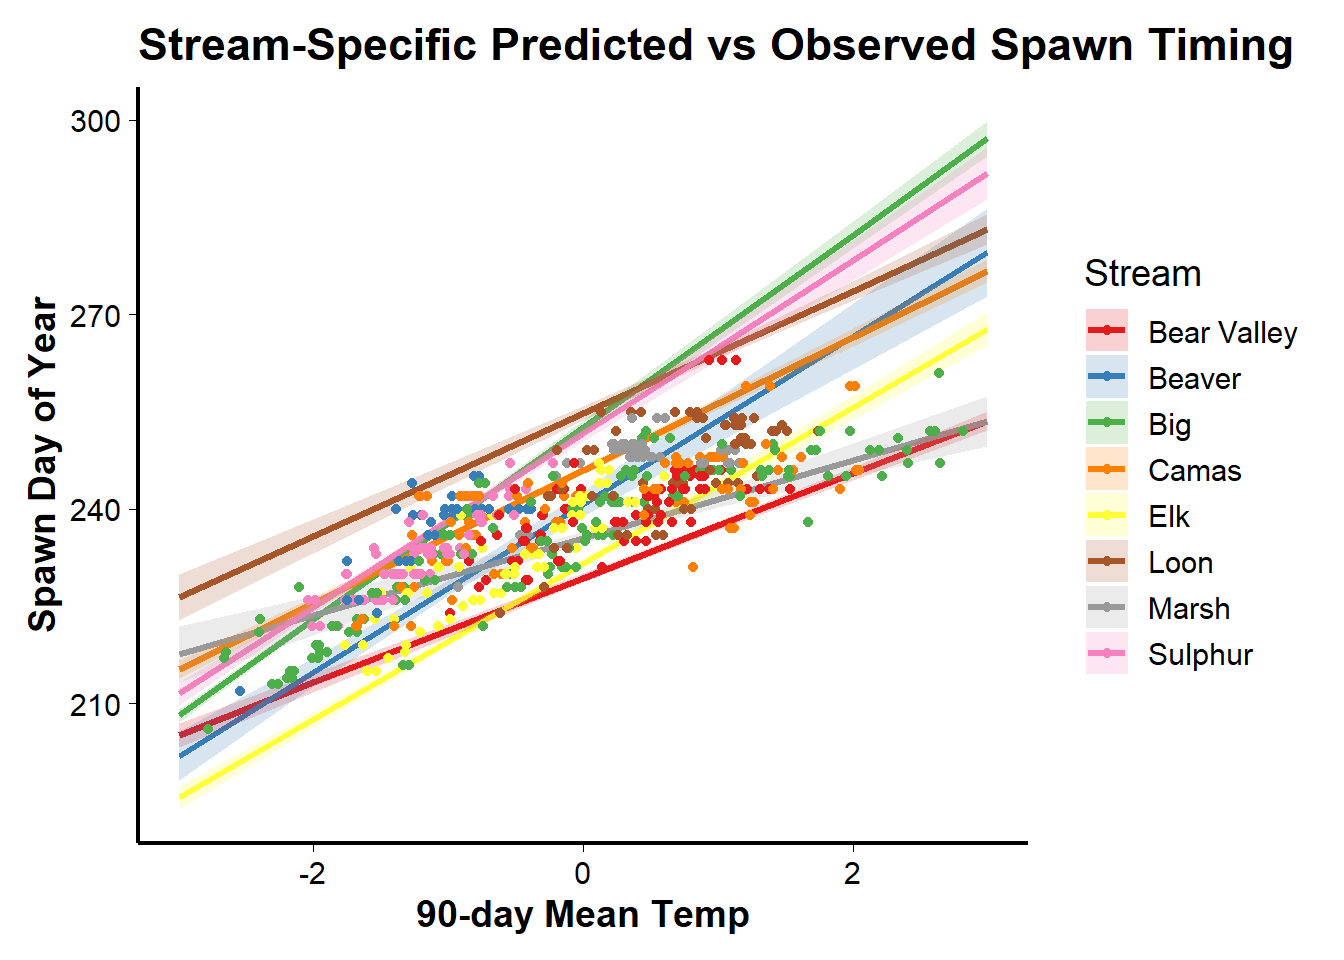 Stream-Specific Predicted vs Observed Spawn Timing
300
270
240
210
Spawn Day of Year
-2
0
2
90-day Mean Temp
Stream
Bear Valley
Beaver
Big
Camas
Elk
Loon
Marsh
Sulphur